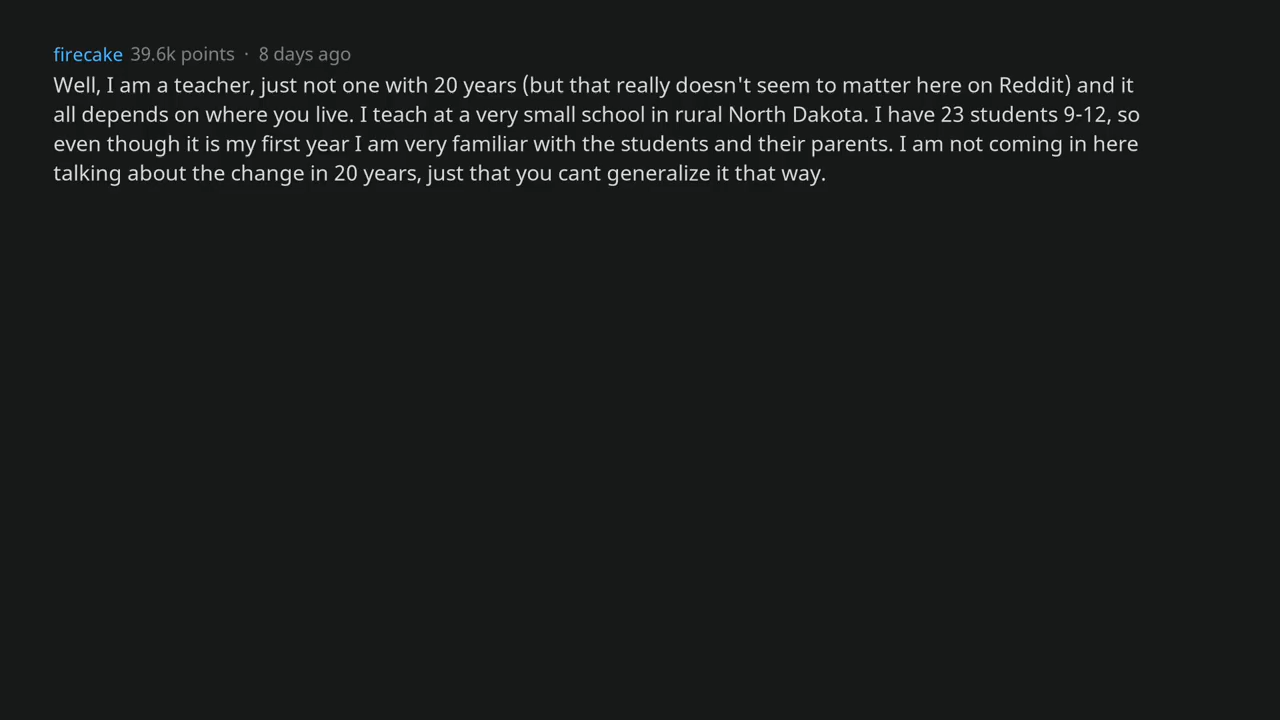 firecake 39.6k points · 8 days ago
Well, I am a teacher, just not one with 20 years (but that really doesn't seem to matter here on Reddit) and it
all depends on where you live. I teach at a very small school in rural North Dakota. I have 23 students 9-12, so
even though it is my first year I am very familiar with the students and their parents. I am not coming in here
talking about the change in 20 years, just that you cant generalize it that way.